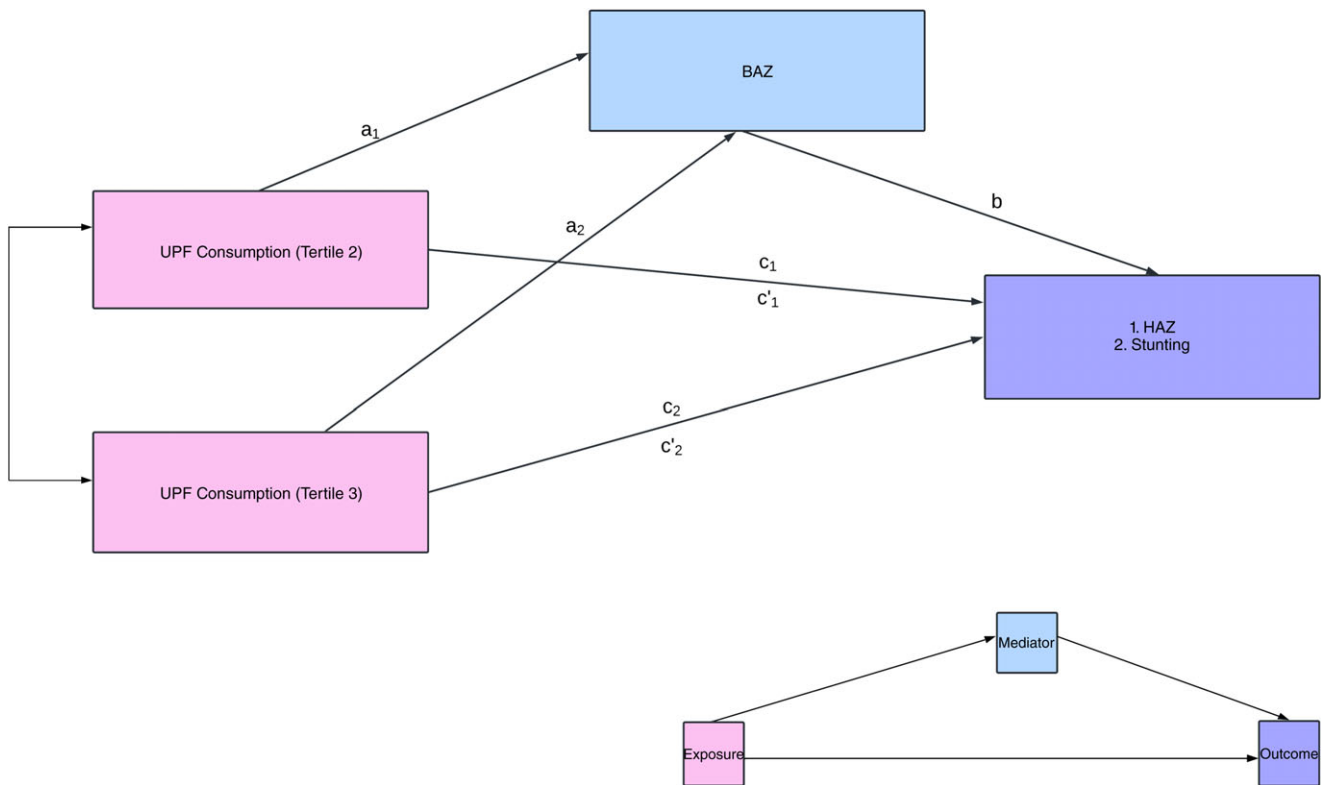 BAZ
a₁
UPF Consumption (Tertile 2)
a₂
b
c₁
c'₁
1. HAZ
2. Stunting
c₂
c'₂
UPF Consumption (Tertile 3)
Mediator
Exposure
Outcome